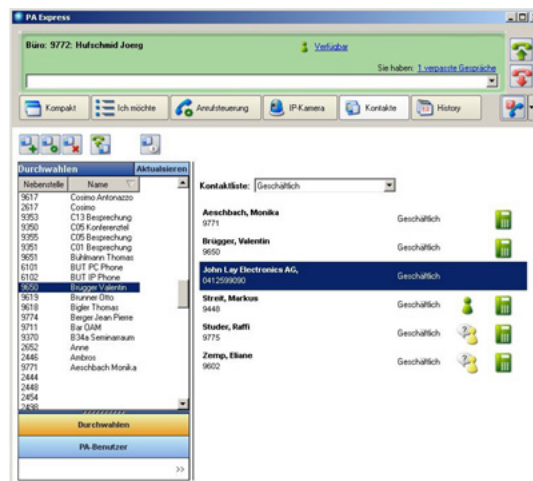 PA Express
Büro: 9772: Hufschmid Joerg
Verfügbar
Sie haben: 1 verpasste Gespräche
Kompakt
Ich möchte
Anrufsteuerung
IP-Kamera
Kontakte
History
Durchwahlen
Aktualisieren
Nebenstelle Name
9617 Cosimo Antonazzo
2617 Cosimo
9353 C13 Besprechung
9350 C05 Konferenztel
9355 C05 Besprechung
9351 C01 Besprechung
9651 Bühlmann Thomas
6101 BUT PC Phone
6102 BUT IP Phone
9650 Brügger Valentin
9619 Brunner Otto
9618 Bigler Thomas
9774 Berger Jean Pierre
9711 Bar OAM
9370 B34a Seminarraum
2652 Anne
2446 Ambros
9771 Aeschbach Monika
2444
2448
2454
2498
Durchwahlen
PA-Benutzer
>>
Kontaktliste: Geschäftlich
Aeschbach, Monika Geschäftlich
9771
Brügger, Valentin Geschäftlich
9650
John Lay Electronics AG, Geschäftlich
0412599090
Streit, Markus Geschäftlich
9448
Studer, Raffi Geschäftlich
9775
Zemp, Eliane Geschäftlich
9602